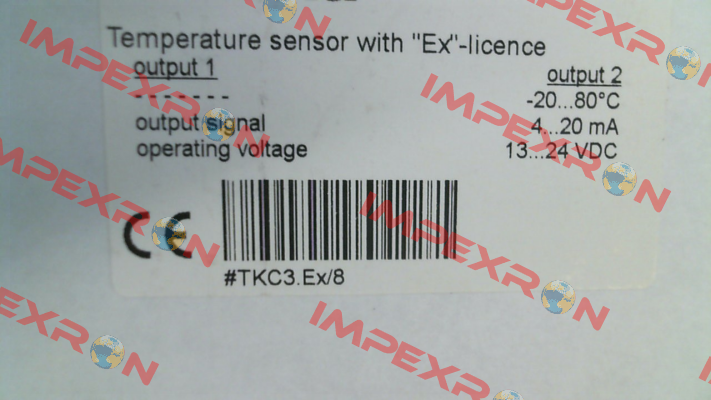 Temperature sensor with "Ex"-licence
output 1
output 2
- - - - - - -
-20...80°C
output signal
4...20 mA
operating voltage
13...24 VDC
CE
#TKC3.Ex/8
IMPEXRON
IMPEXRON
IMPEXRON
IMPEXRON
IMPEXRON
IMPEXRON